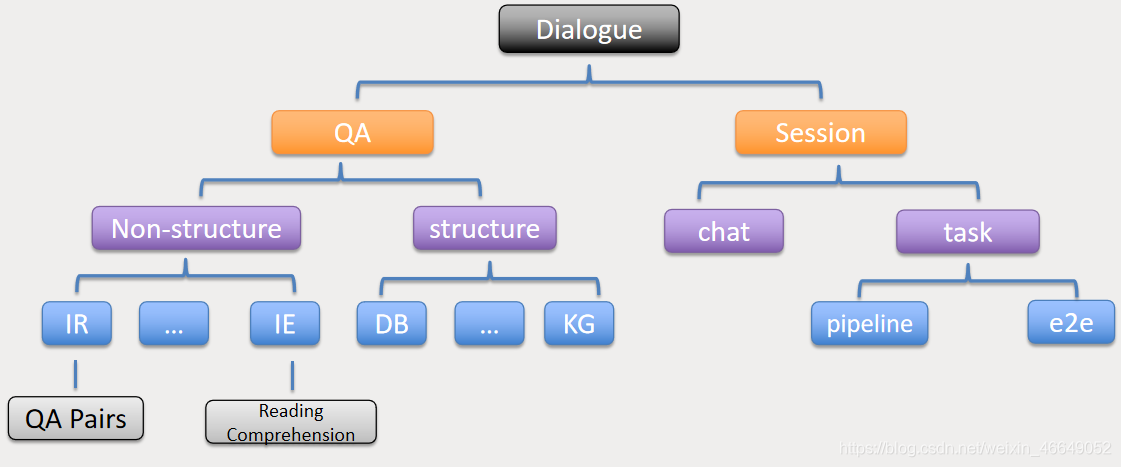 Dialogue
QA
Session
Non-structure
structure
chat
task
IR
...
IE
DB
...
KG
pipeline
e2e
QA Pairs
Reading
Comprehension
https://blog.csdn.net/weixin_46649052